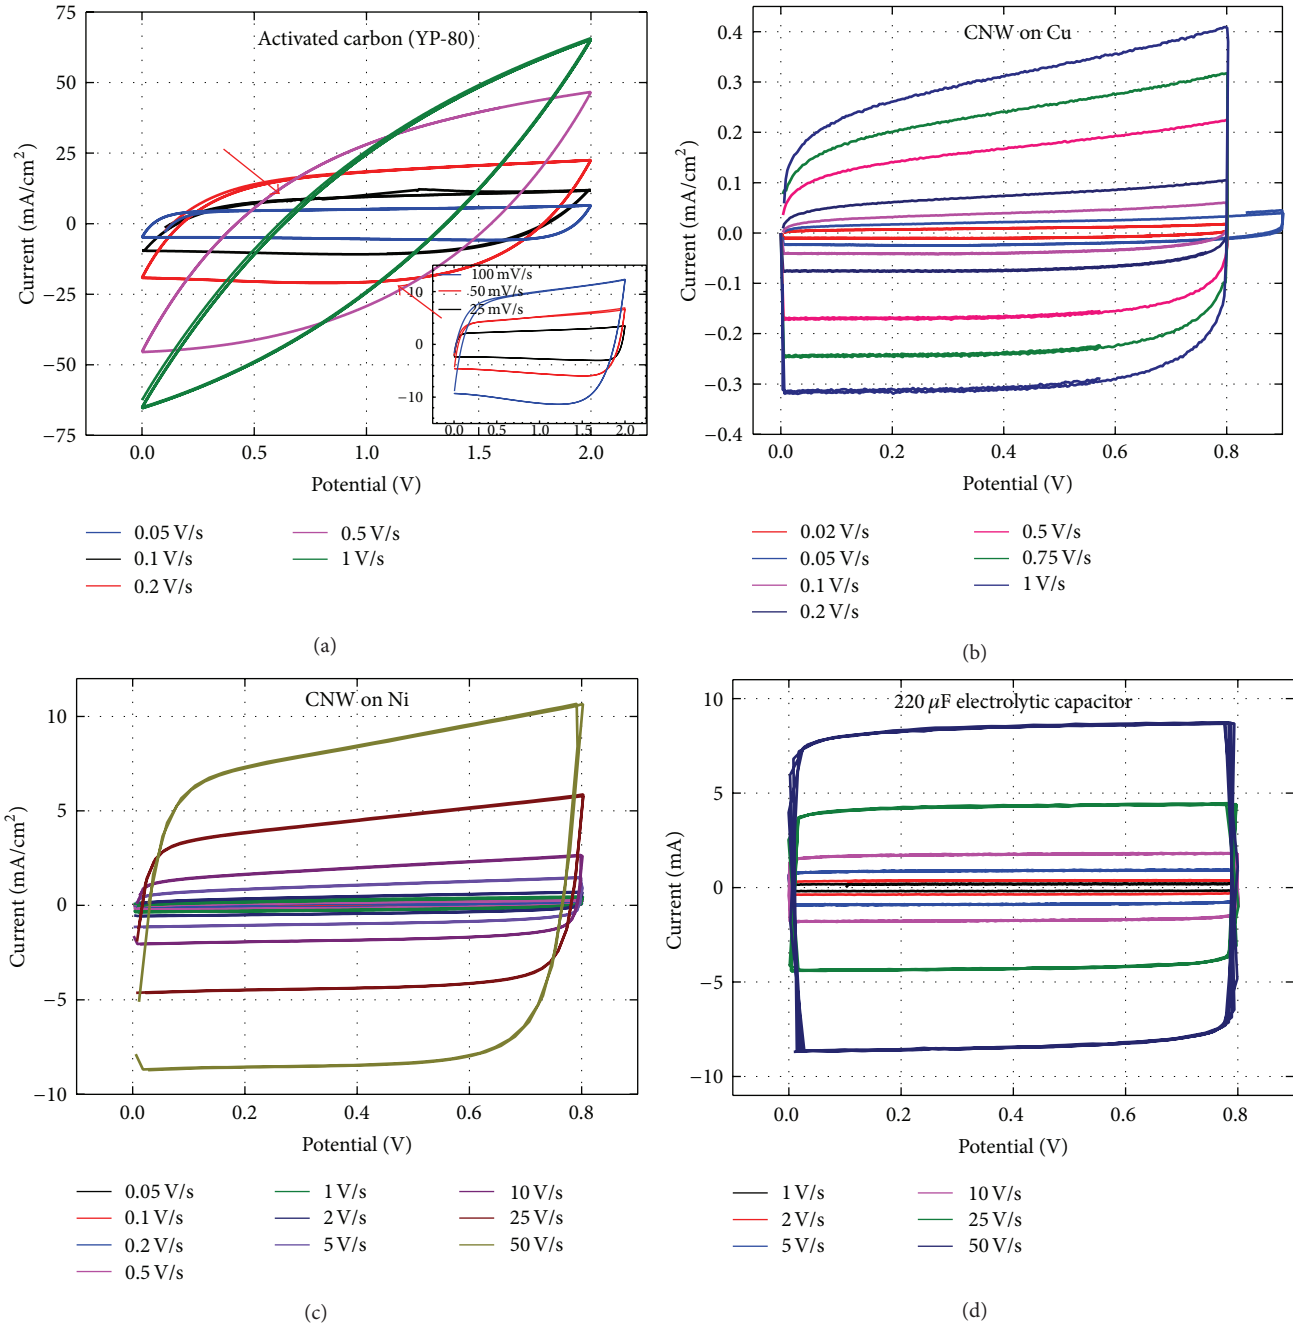 Activated carbon (YP-80)
Current (mA/cm²)
75
50
25
0
−25
−50
−75
0.0 0.5 1.0 1.5 2.0
Potential (V)
100 mV/s
50 mV/s
25 mV/s
10
0
−10
0.0 0.5 1.0 1.5 2.0
0.05 V/s
0.1 V/s
0.2 V/s
0.5 V/s
1 V/s
(a)
CNW on Cu
Current (mA/cm²)
0.4
0.3
0.2
0.1
0.0
−0.1
−0.2
−0.3
−0.4
0.0 0.2 0.4 0.6 0.8
Potential (V)
0.02 V/s
0.05 V/s
0.1 V/s
0.2 V/s
0.5 V/s
0.75 V/s
1 V/s
(b)
CNW on Ni
Current (mA/cm²)
10
5
0
−5
−10
0.0 0.2 0.4 0.6 0.8
Potential (V)
0.05 V/s
0.1 V/s
0.2 V/s
0.5 V/s
1 V/s
2 V/s
5 V/s
10 V/s
25 V/s
50 V/s
(c)
220 µF electrolytic capacitor
Current (mA)
10
5
0
−5
−10
0.0 0.2 0.4 0.6 0.8
Potential (V)
1 V/s
2 V/s
5 V/s
10 V/s
25 V/s
50 V/s
(d)